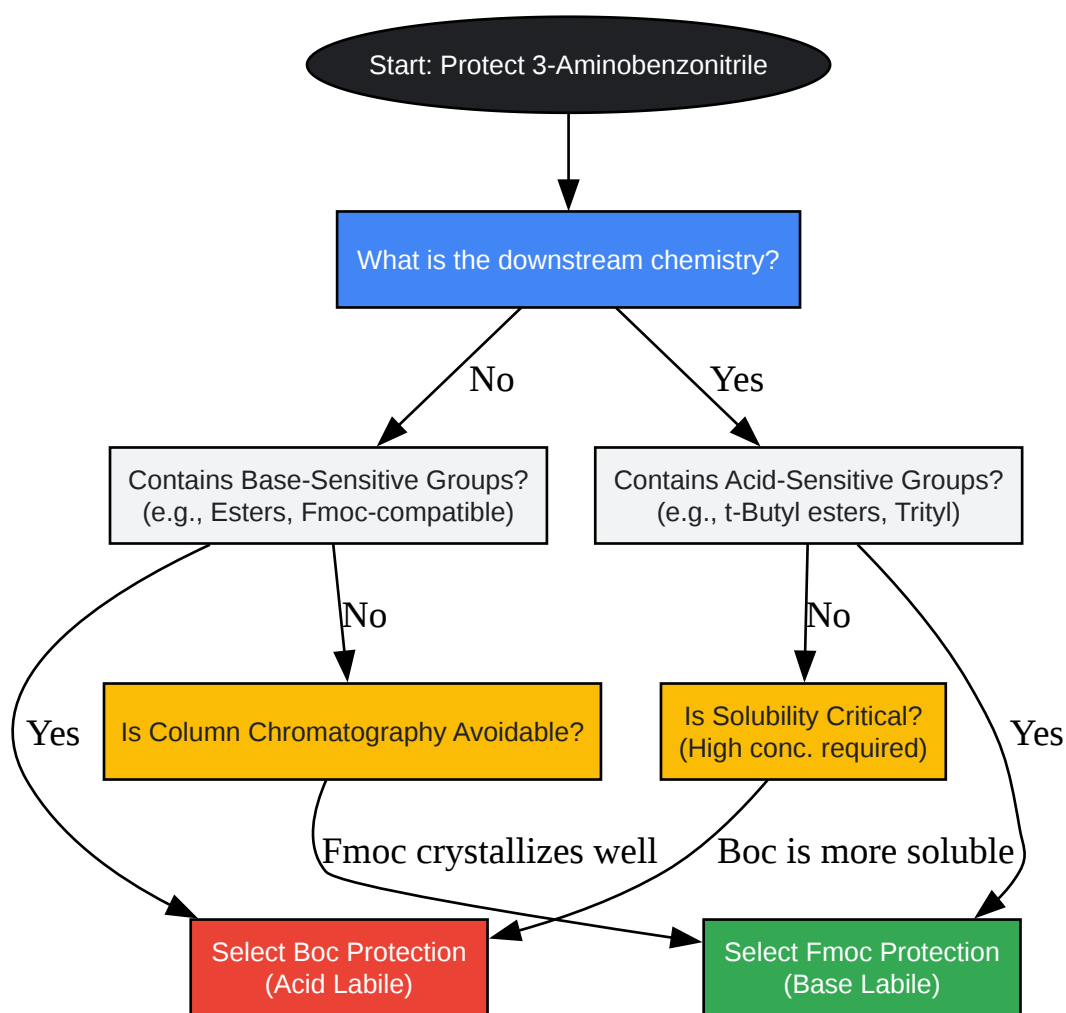 Start: Protect 3-Aminobenzonitrile
What is the downstream chemistry?
No
Yes
Contains Base-Sensitive Groups?
(e.g., Esters, Fmoc-compatible)
Contains Acid-Sensitive Groups?
(e.g., t-Butyl esters, Trityl)
No
No
Yes
Is Column Chromatography Avoidable?
Is Solubility Critical?
(High conc. required)
Yes
Fmoc crystallizes well
Boc is more soluble
Select Boc Protection
(Acid Labile)
Select Fmoc Protection
(Base Labile)